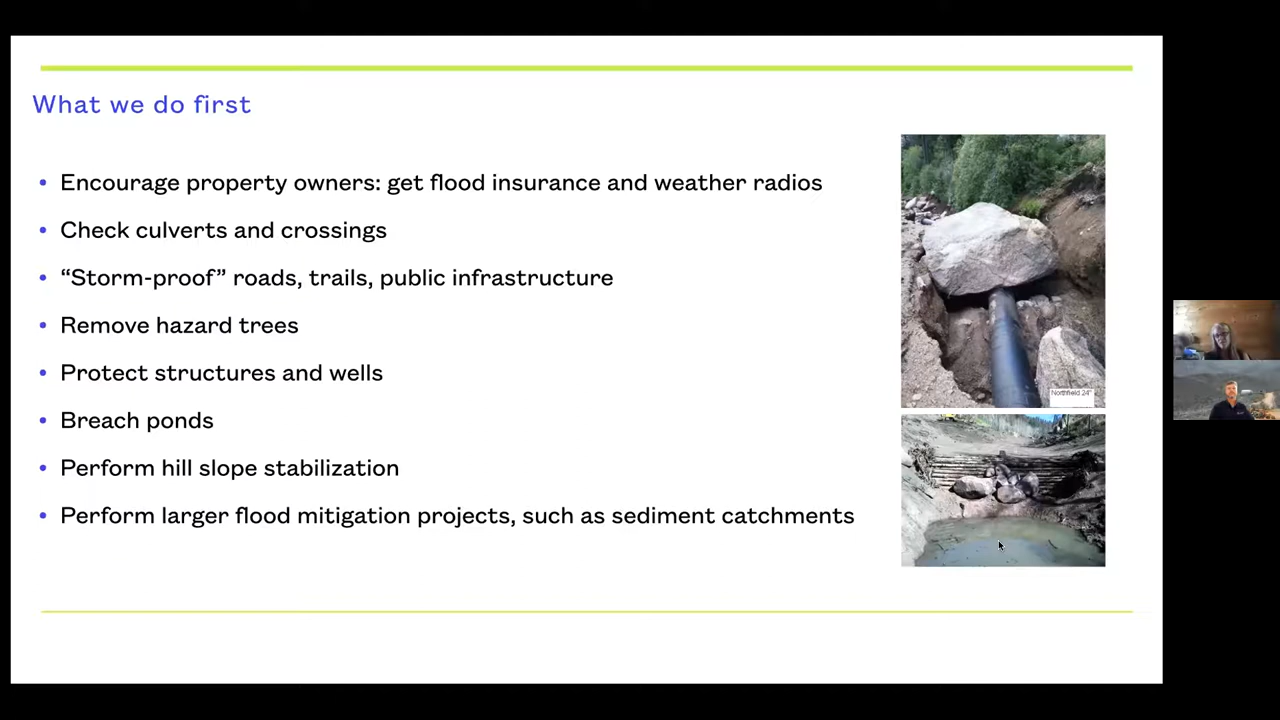 What we do first
• Encourage property owners: get flood insurance and weather radios
• Check culverts and crossings
• “Storm-proof” roads, trails, public infrastructure
• Remove hazard trees
• Protect structures and wells
• Breach ponds
• Perform hill slope stabilization
• Perform larger flood mitigation projects, such as sediment catchments
Northfield 24"